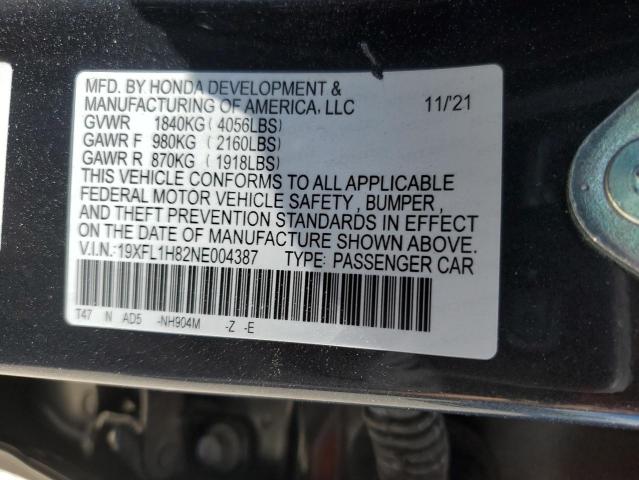 MFD. BY HONDA DEVELOPMENT &
MANUFACTURING OF AMERICA, LLC 11/'21
GVWR 1840KG ( 4056LBS)
GAWR F 980KG ( 2160LBS)
GAWR R 870KG ( 1918LBS)
THIS VEHICLE CONFORMS TO ALL APPLICABLE
FEDERAL MOTOR VEHICLE SAFETY, BUMPER,
AND THEFT PREVENTION STANDARDS IN EFFECT
ON THE DATE OF MANUFACTURE SHOWN ABOVE.
V.I.N.:19XFL1H82NE004387 TYPE: PASSENGER CAR
T47 N AD5 -NH904M -Z -E